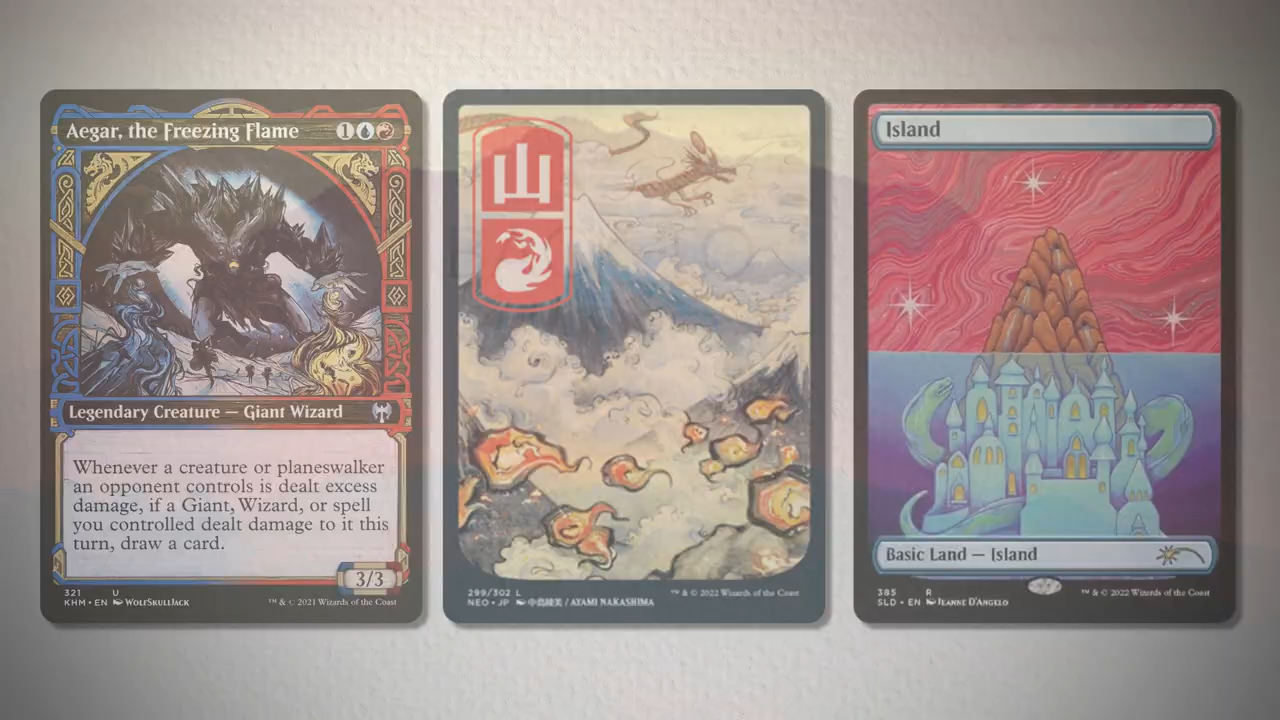 Aegar, the Freezing Flame
1
Legendary Creature — Giant Wizard
Whenever a creature or planeswalker
an opponent controls is dealt excess
damage, if a Giant, Wizard, or spell
you controlled dealt damage to it this
turn, draw a card.
3/3
321 U
KHM • EN WolfSkullJack
™ & © 2021 Wizards of the Coast
山
299/302 L
NEO • JP 中島綾美 / AYAMI NAKASHIMA
™ & © 2022 Wizards of the Coast
Island
Basic Land — Island
385 R
SLD • EN Jeanne D'Angelo
™ & © 2022 Wizards of the Coast